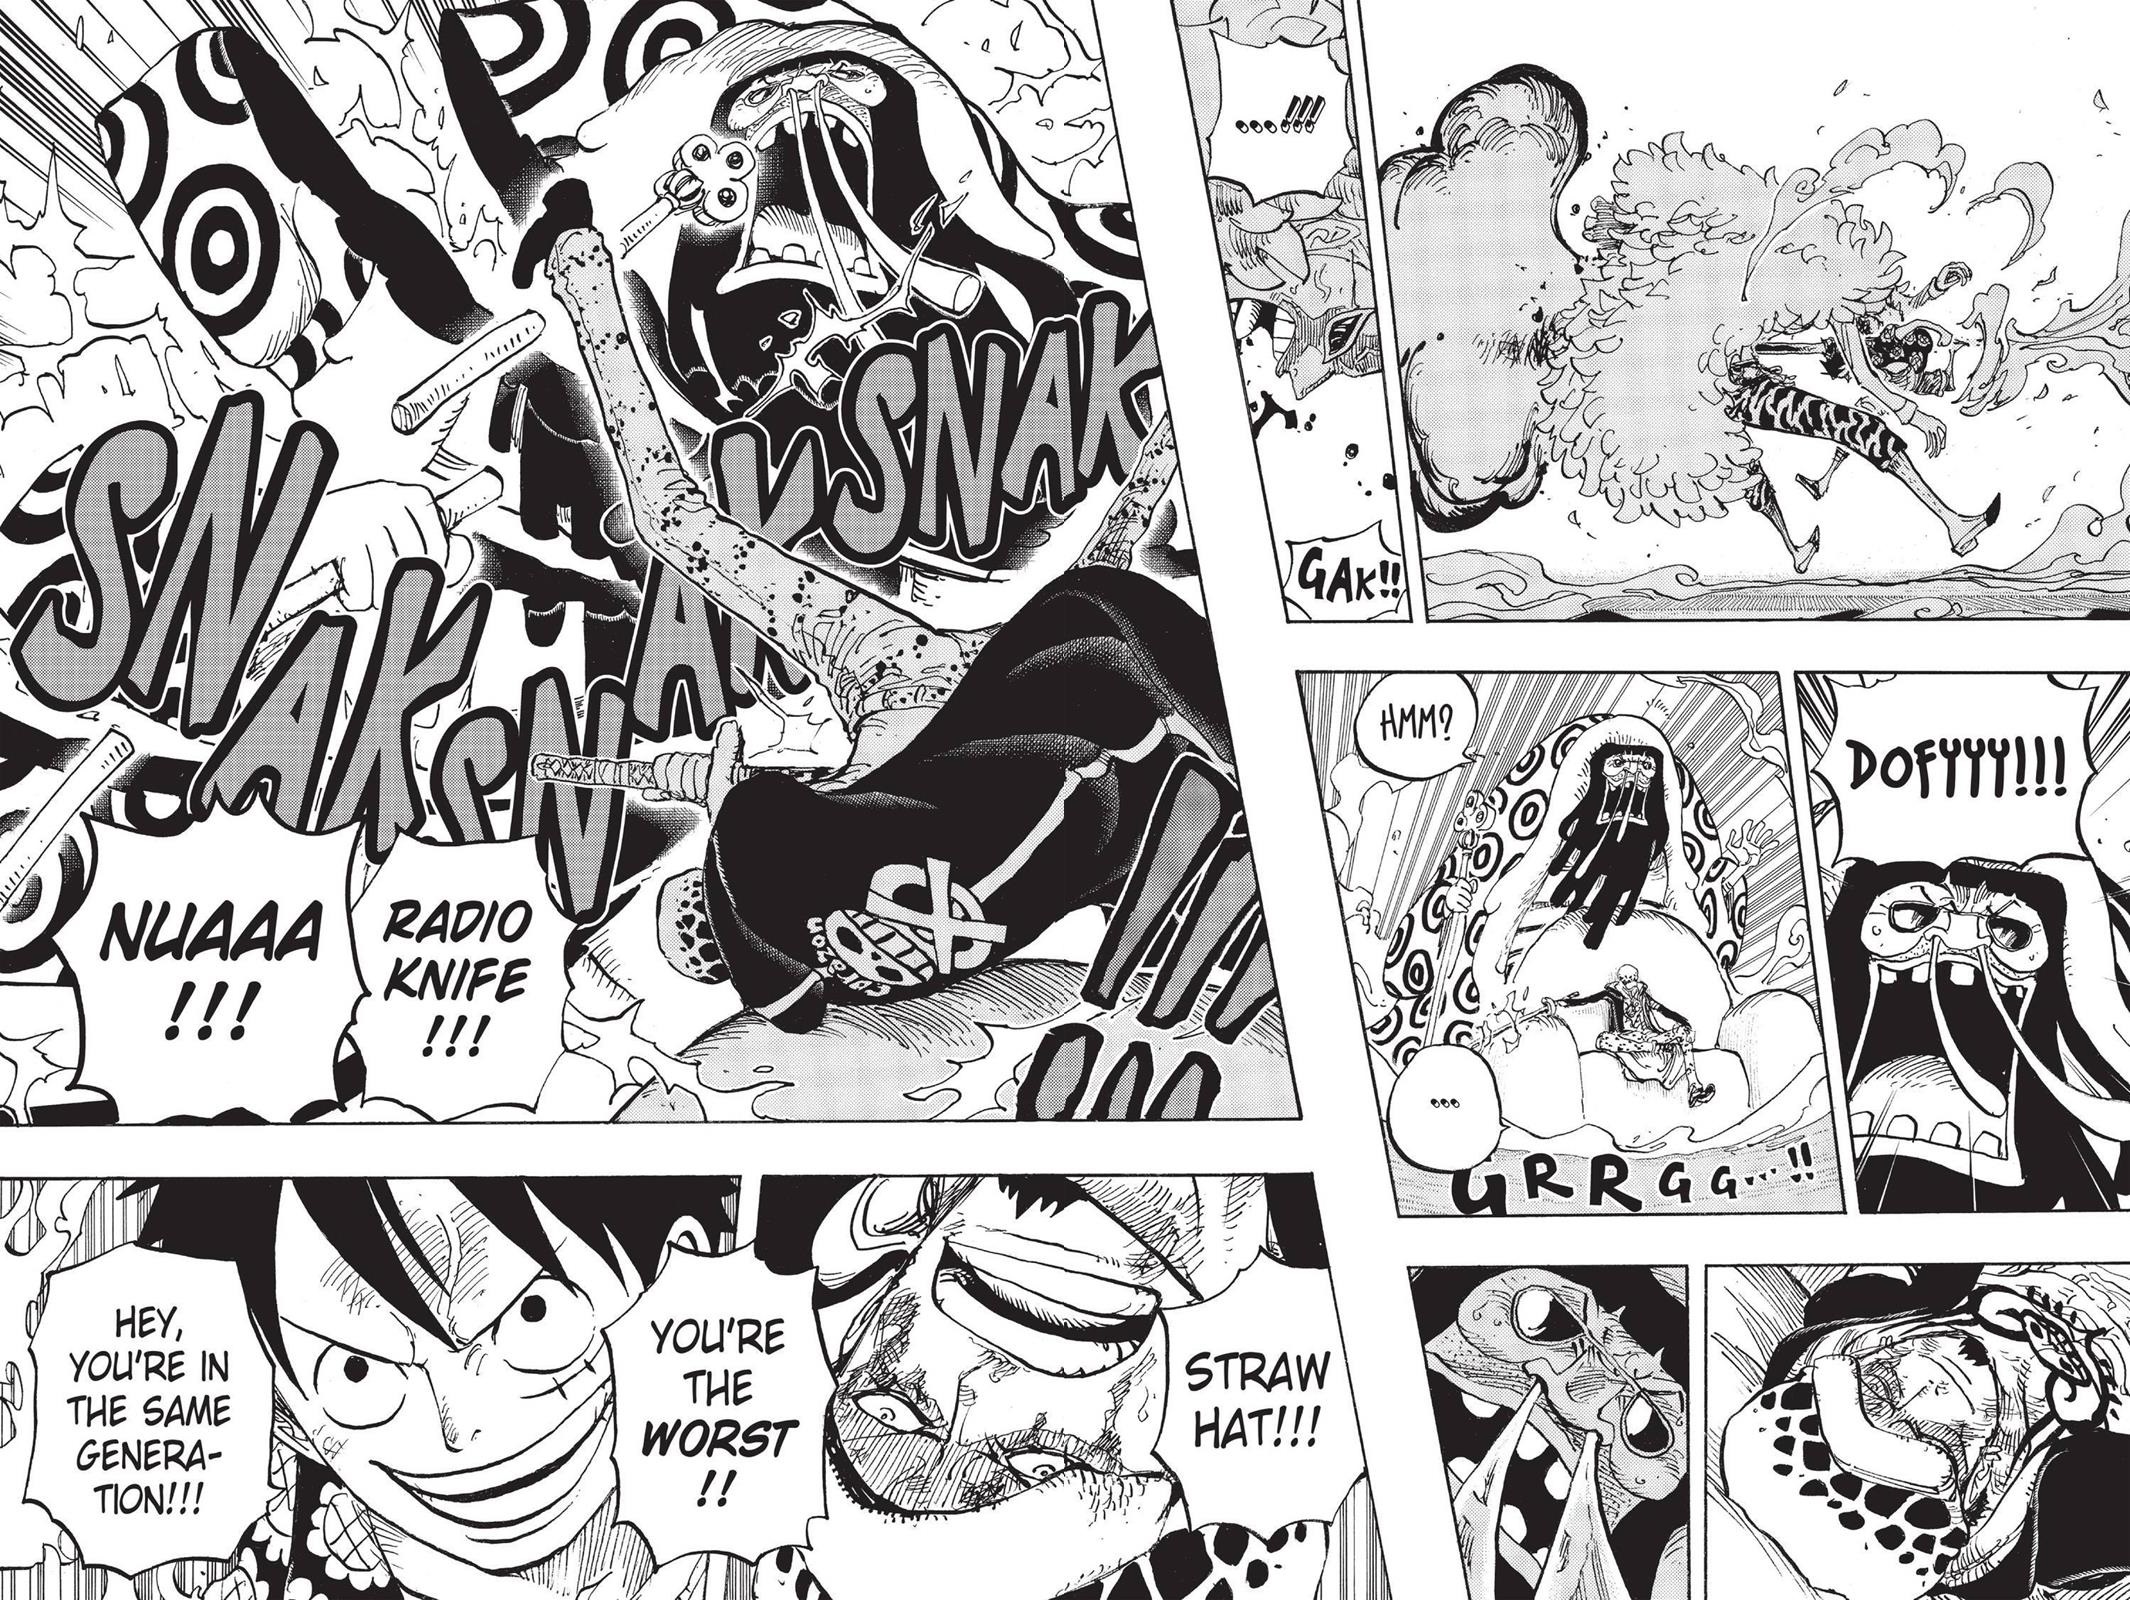 ...!!!
GAK!!
DOFYYY!!!
HMM?
...
GRRGG...!!
SNAK
SNAK
SNAK
RADIO
KNIFE
!!!
NUAAA
!!!
CORAZON
STRAW
HAT!!!
YOU'RE
THE
WORST
!!
HEY,
YOU'RE IN
THE SAME
GENERA-
TION!!!